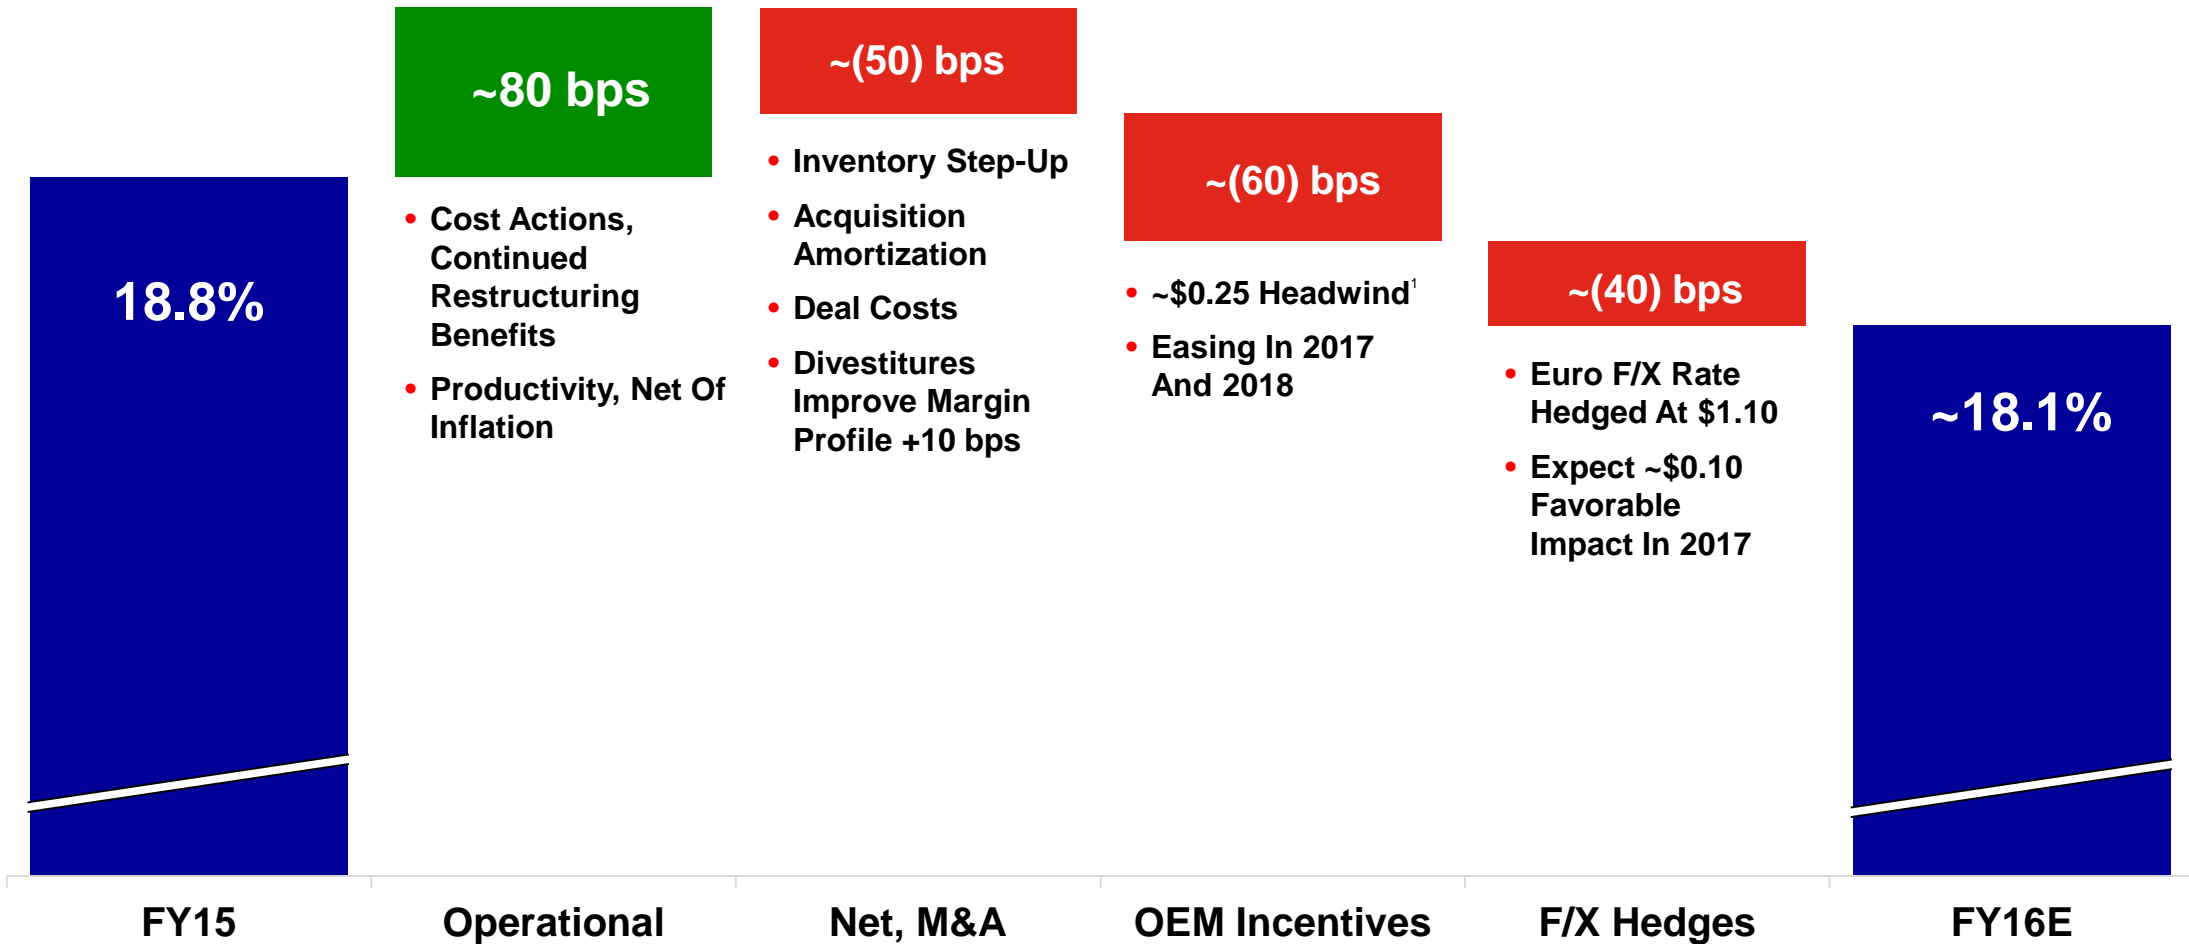 18.8%
FY15
~80 bps
• Cost Actions,
Continued
Restructuring
Benefits
• Productivity, Net Of
Inflation
Operational
~(50) bps
• Inventory Step-Up
• Acquisition
Amortization
• Deal Costs
• Divestitures
Improve Margin
Profile +10 bps
Net, M&A
~(60) bps
• ~$0.25 Headwind¹
• Easing In 2017
And 2018
OEM Incentives
~(40) bps
• Euro F/X Rate
Hedged At $1.10
• Expect ~$0.10
Favorable
Impact In 2017
F/X Hedges
~18.1%
FY16E